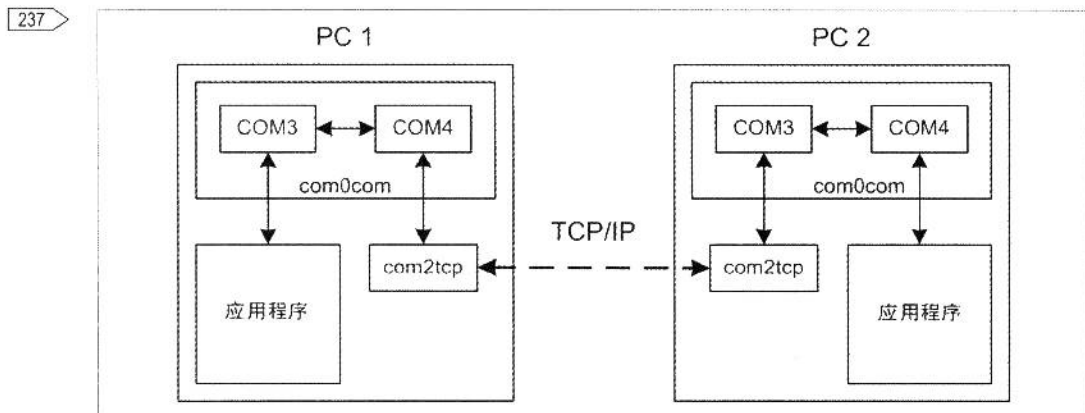 237
PC 1
PC 2
COM3
COM4
com0com
COM3
COM4
com0com
TCP/IP
com2tcp
com2tcp
应用程序
应用程序